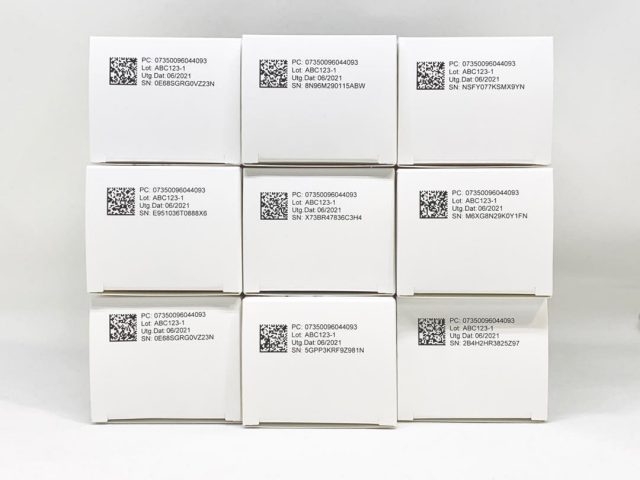 PC: 07350096044093
Lot: ABC123-1
Utg.Dat: 06/2021
SN: 0E68SGRG0VZ23N
PC: 07350096044093
Lot: ABC123-1
Utg.Dat: 06/2021
SN: 8N96M290115ABW
PC: 07350096044093
Lot: ABC123-1
Utg.Dat: 06/2021
SN: NSFY077KSMX9YN
PC: 07350096044093
Lot: ABC123-1
Utg.Dat: 06/2021
SN: E951036T0888X6
PC: 07350096044093
Lot: ABC123-1
Utg.Dat: 06/2021
SN: X73BR47836C3H4
PC: 07350096044093
Lot: ABC123-1
Utg.Dat: 06/2021
SN: M6XG8N29K0Y1FN
PC: 07350096044093
Lot: ABC123-1
Utg.Dat: 06/2021
SN: 0E68SGRG0VZ23N
PC: 07350096044093
Lot: ABC123-1
Utg.Dat: 06/2021
SN: 5GPP3KRF9Z981N
PC: 07350096044093
Lot: ABC123-1
Utg.Dat: 06/2021
SN: 2B4H2HR3825Z97